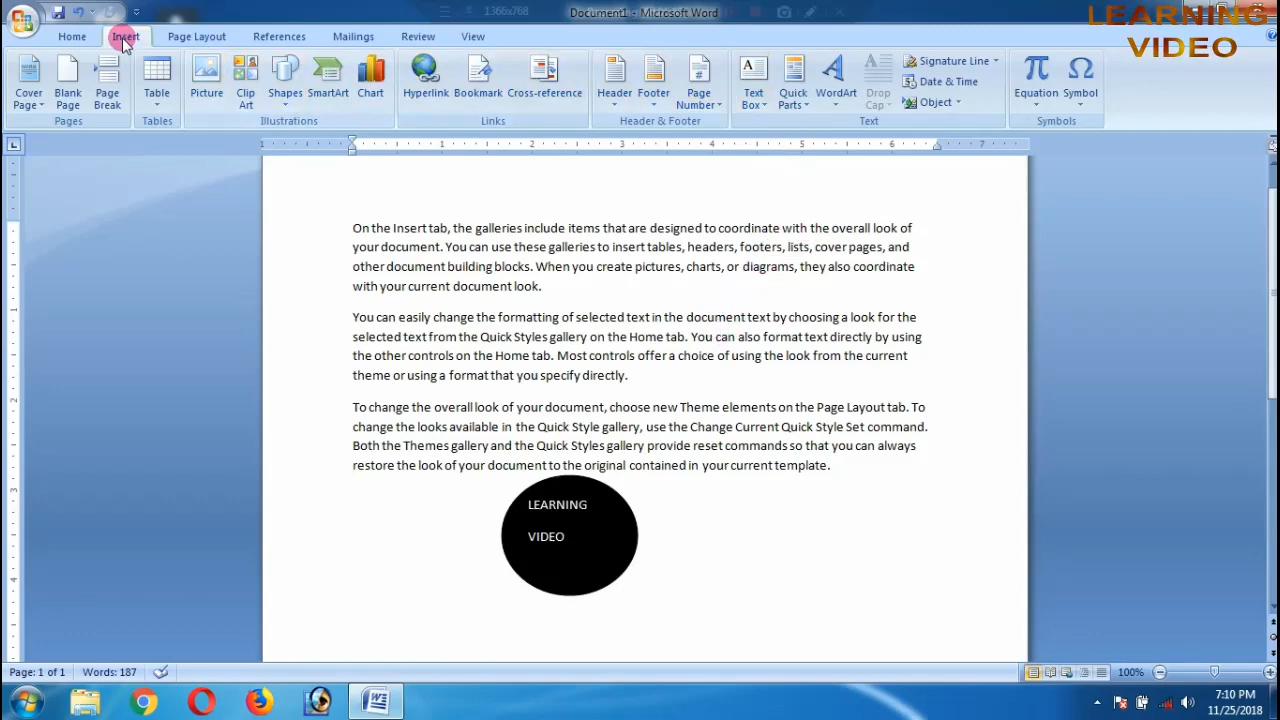 LEARNING
VIDEO
1366x768
Document1 - Microsoft Word
Home Insert Page Layout References Mailings Review View
Cover Page Blank Page Page Break
Pages
Table
Tables
Picture Clip Art Shapes SmartArt Chart
Illustrations
Hyperlink Bookmark Cross-reference
Links
Header Footer Page Number
Header & Footer
Text Box Quick Parts WordArt Drop Cap
Signature Line
Date & Time
Object
Text
Equation Symbol
Symbols
1 1 2 3 4 5 6 7
On the Insert tab, the galleries include items that are designed to coordinate with the overall look of
your document. You can use these galleries to insert tables, headers, footers, lists, cover pages, and
other document building blocks. When you create pictures, charts, or diagrams, they also coordinate
with your current document look.
You can easily change the formatting of selected text in the document text by choosing a look for the
selected text from the Quick Styles gallery on the Home tab. You can also format text directly by using
the other controls on the Home tab. Most controls offer a choice of using the look from the current
theme or using a format that you specify directly.
To change the overall look of your document, choose new Theme elements on the Page Layout tab. To
change the looks available in the Quick Style gallery, use the Change Current Quick Style Set command.
Both the Themes gallery and the Quick Styles gallery provide reset commands so that you can always
restore the look of your document to the original contained in your current template.
LEARNING
VIDEO
1
2
3
4
Page: 1 of 1 Words: 187 100%
7:10 PM
11/25/2018